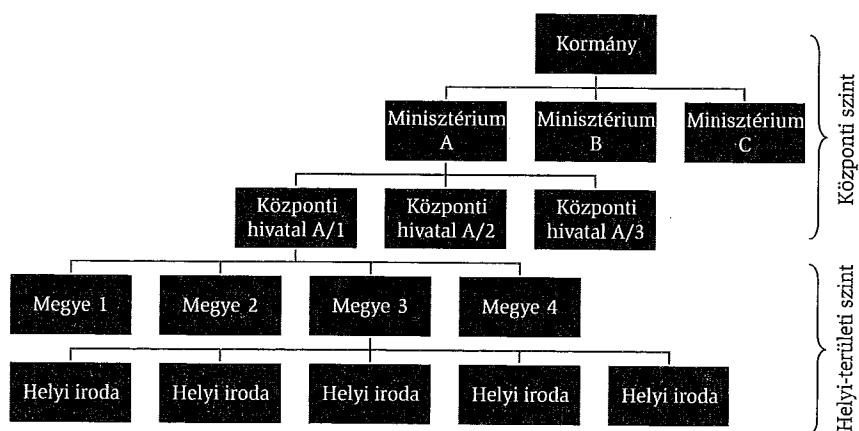 Kormány
Minisztérium
A
Minisztérium
B
Minisztérium
C
Központi
hivatal A/1
Központi
hivatal A/2
Központi
hivatal A/3
Központi szint
Megye 1
Megye 2
Megye 3
Megye 4
Helyi iroda
Helyi iroda
Helyi iroda
Helyi iroda
Helyi iroda
Helyi-területi szint